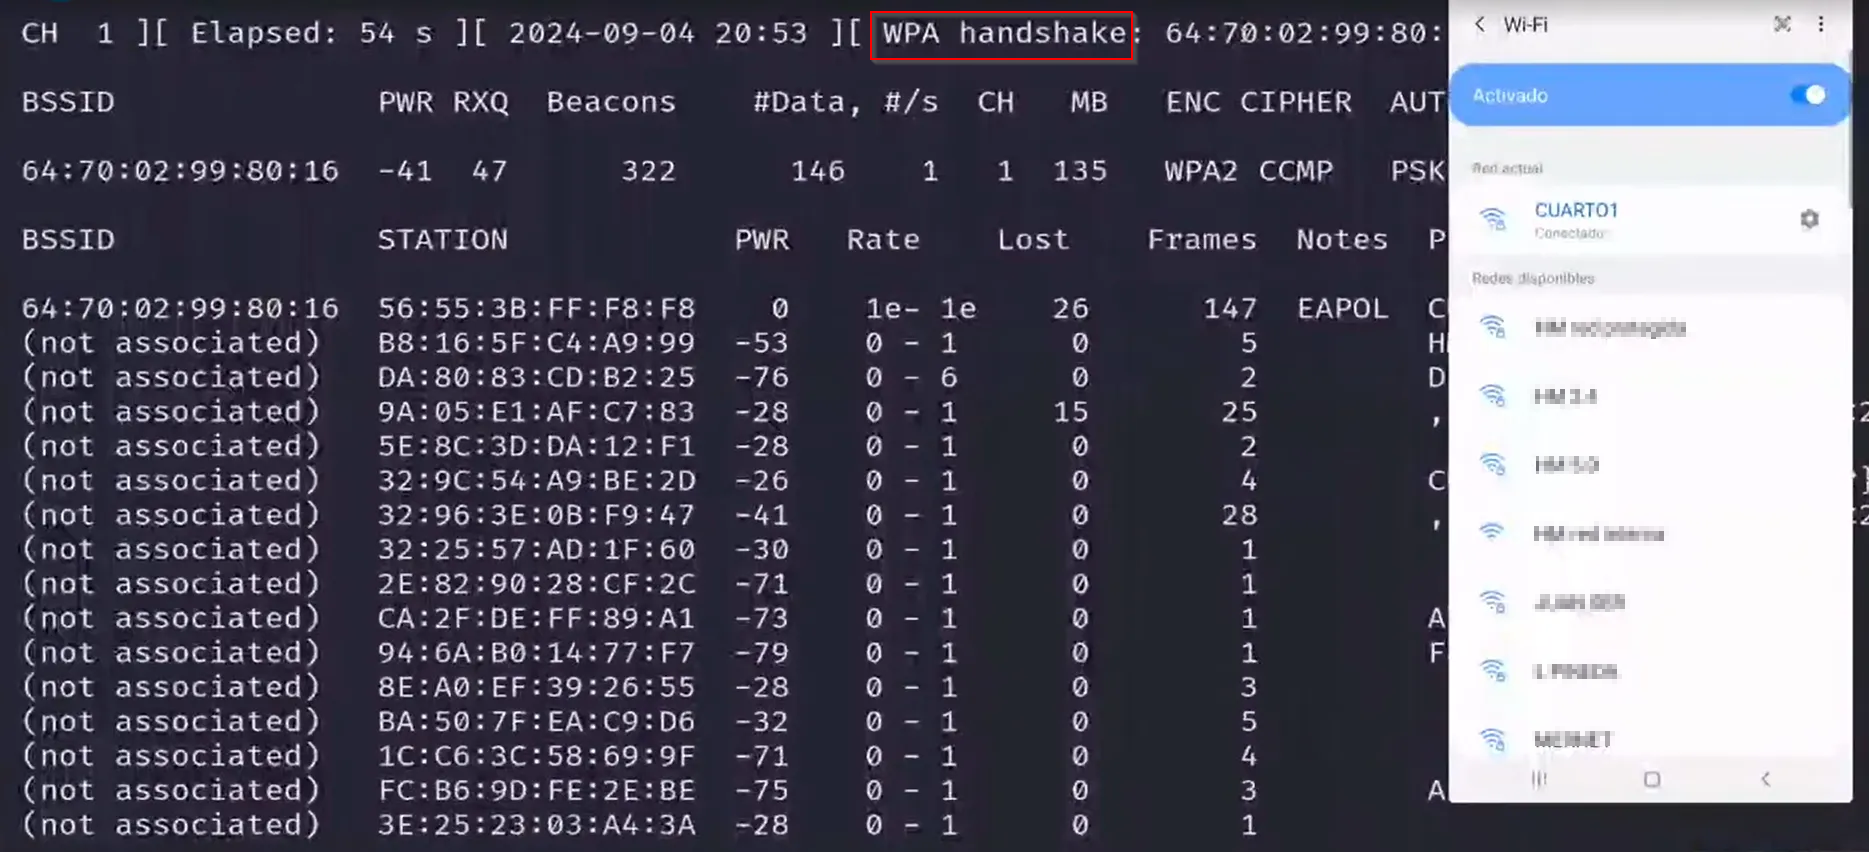 CH 1 ][ Elapsed: 54 s ][ 2024-09-04 20:53 ][ WPA handshake: 64:70:02:99:80:
BSSID PWR RXQ Beacons #Data, #/s CH MB ENC CIPHER AUT
64:70:02:99:80:16 -41 47 322 146 1 1 135 WPA2 CCMP PSK
BSSID STATION PWR Rate Lost Frames Notes P
64:70:02:99:80:16 56:55:3B:FF:F8:F8 0 1e- 1e 26 147 EAPOL C
(not associated) B8:16:5F:C4:A9:99 -53 0 - 1 0 5 H
(not associated) DA:80:83:CD:B2:25 -76 0 - 6 0 2 D
(not associated) 9A:05:E1:AF:C7:83 -28 0 - 1 15 25 ,
(not associated) 5E:8C:3D:DA:12:F1 -28 0 - 1 0 2
(not associated) 32:9C:54:A9:BE:2D -26 0 - 1 0 4 C
(not associated) 32:96:3E:0B:F9:47 -41 0 - 1 0 28 ,
(not associated) 32:25:57:AD:1F:60 -30 0 - 1 0 1
(not associated) 2E:82:90:28:CF:2C -71 0 - 1 0 1
(not associated) CA:2F:DE:FF:89:A1 -73 0 - 1 0 1 A
(not associated) 94:6A:B0:14:77:F7 -79 0 - 1 0 1 F
(not associated) 8E:A0:EF:39:26:55 -28 0 - 1 0 3
(not associated) BA:50:7F:EA:C9:D6 -32 0 - 1 0 5
(not associated) 1C:C6:3C:58:69:9F -71 0 - 1 0 4
(not associated) FC:B6:9D:FE:2E:BE -75 0 - 1 0 3 A
(not associated) 3E:25:23:03:A4:3A -28 0 - 1 0 1
Wi-Fi
Activado
Red actual
CUARTO1
Conectado
Redes disponibles
HM red protegida
HM
HM 5.0
HM red interna